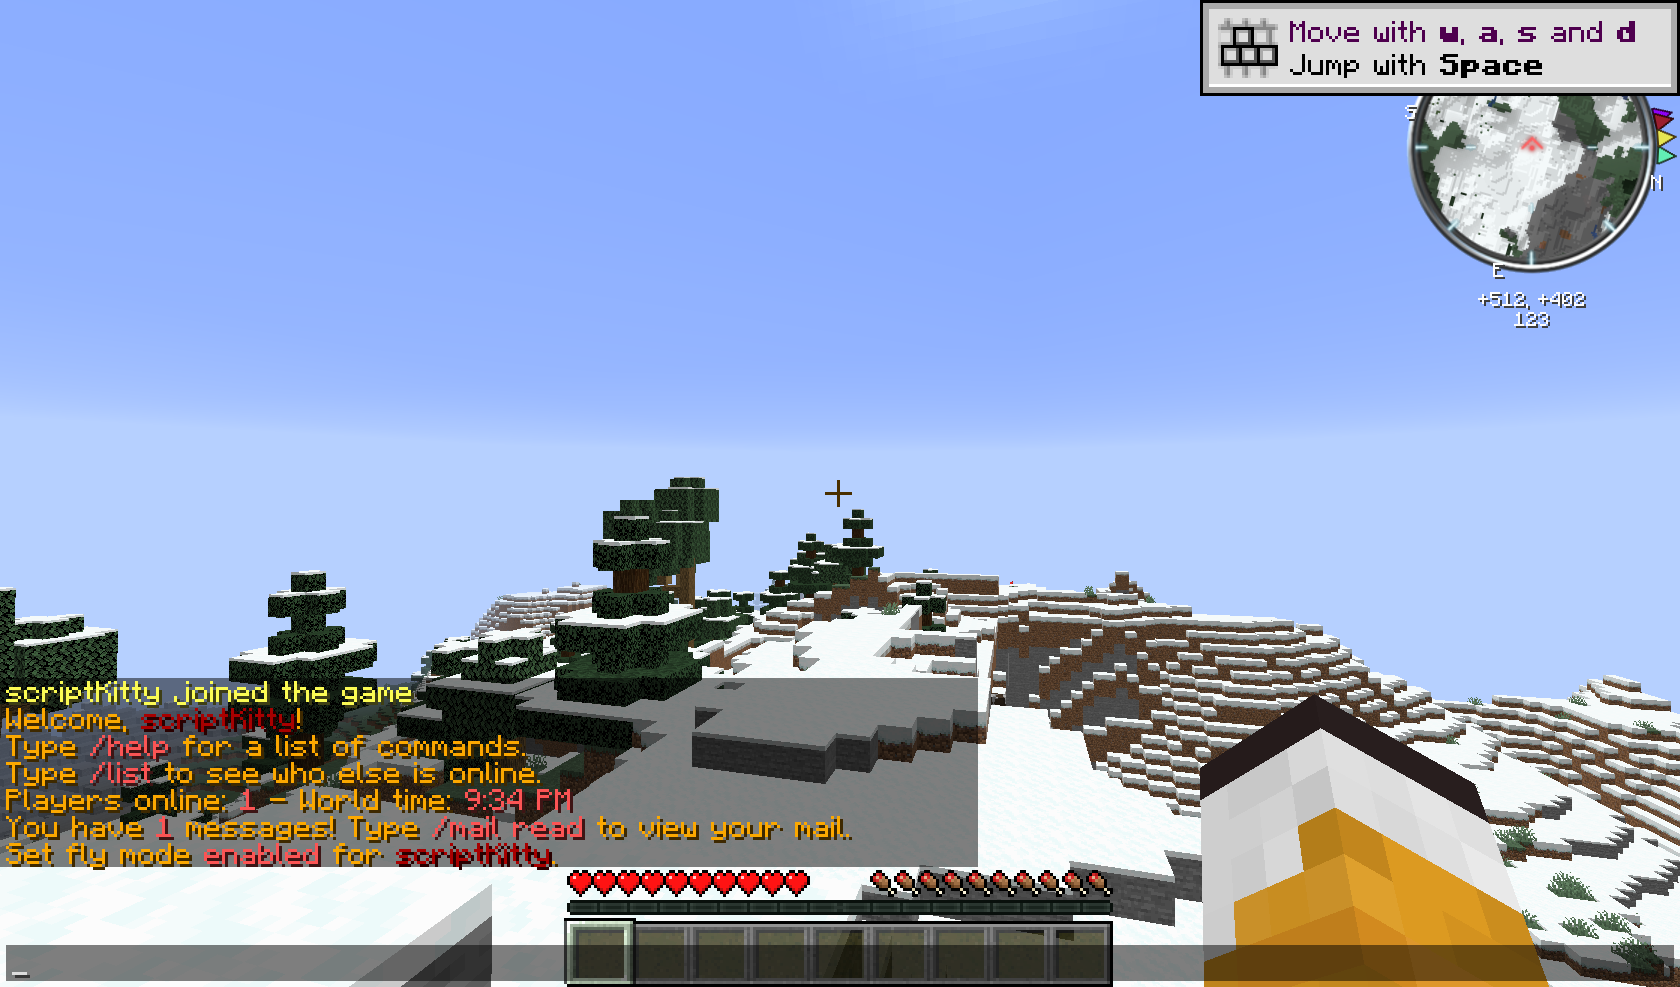 Move with w, a, s and d
Jump with Space
S
N
E
+512, +402
123
scriptKitty joined the game
Welcome, scriptKitty!
Type /help for a list of commands.
Type /list to see who else is online.
Players online: 1 - World time: 9:34 PM
You have 1 messages! Type /mail read to view your mail.
Set fly mode enabled for scriptKitty.
_